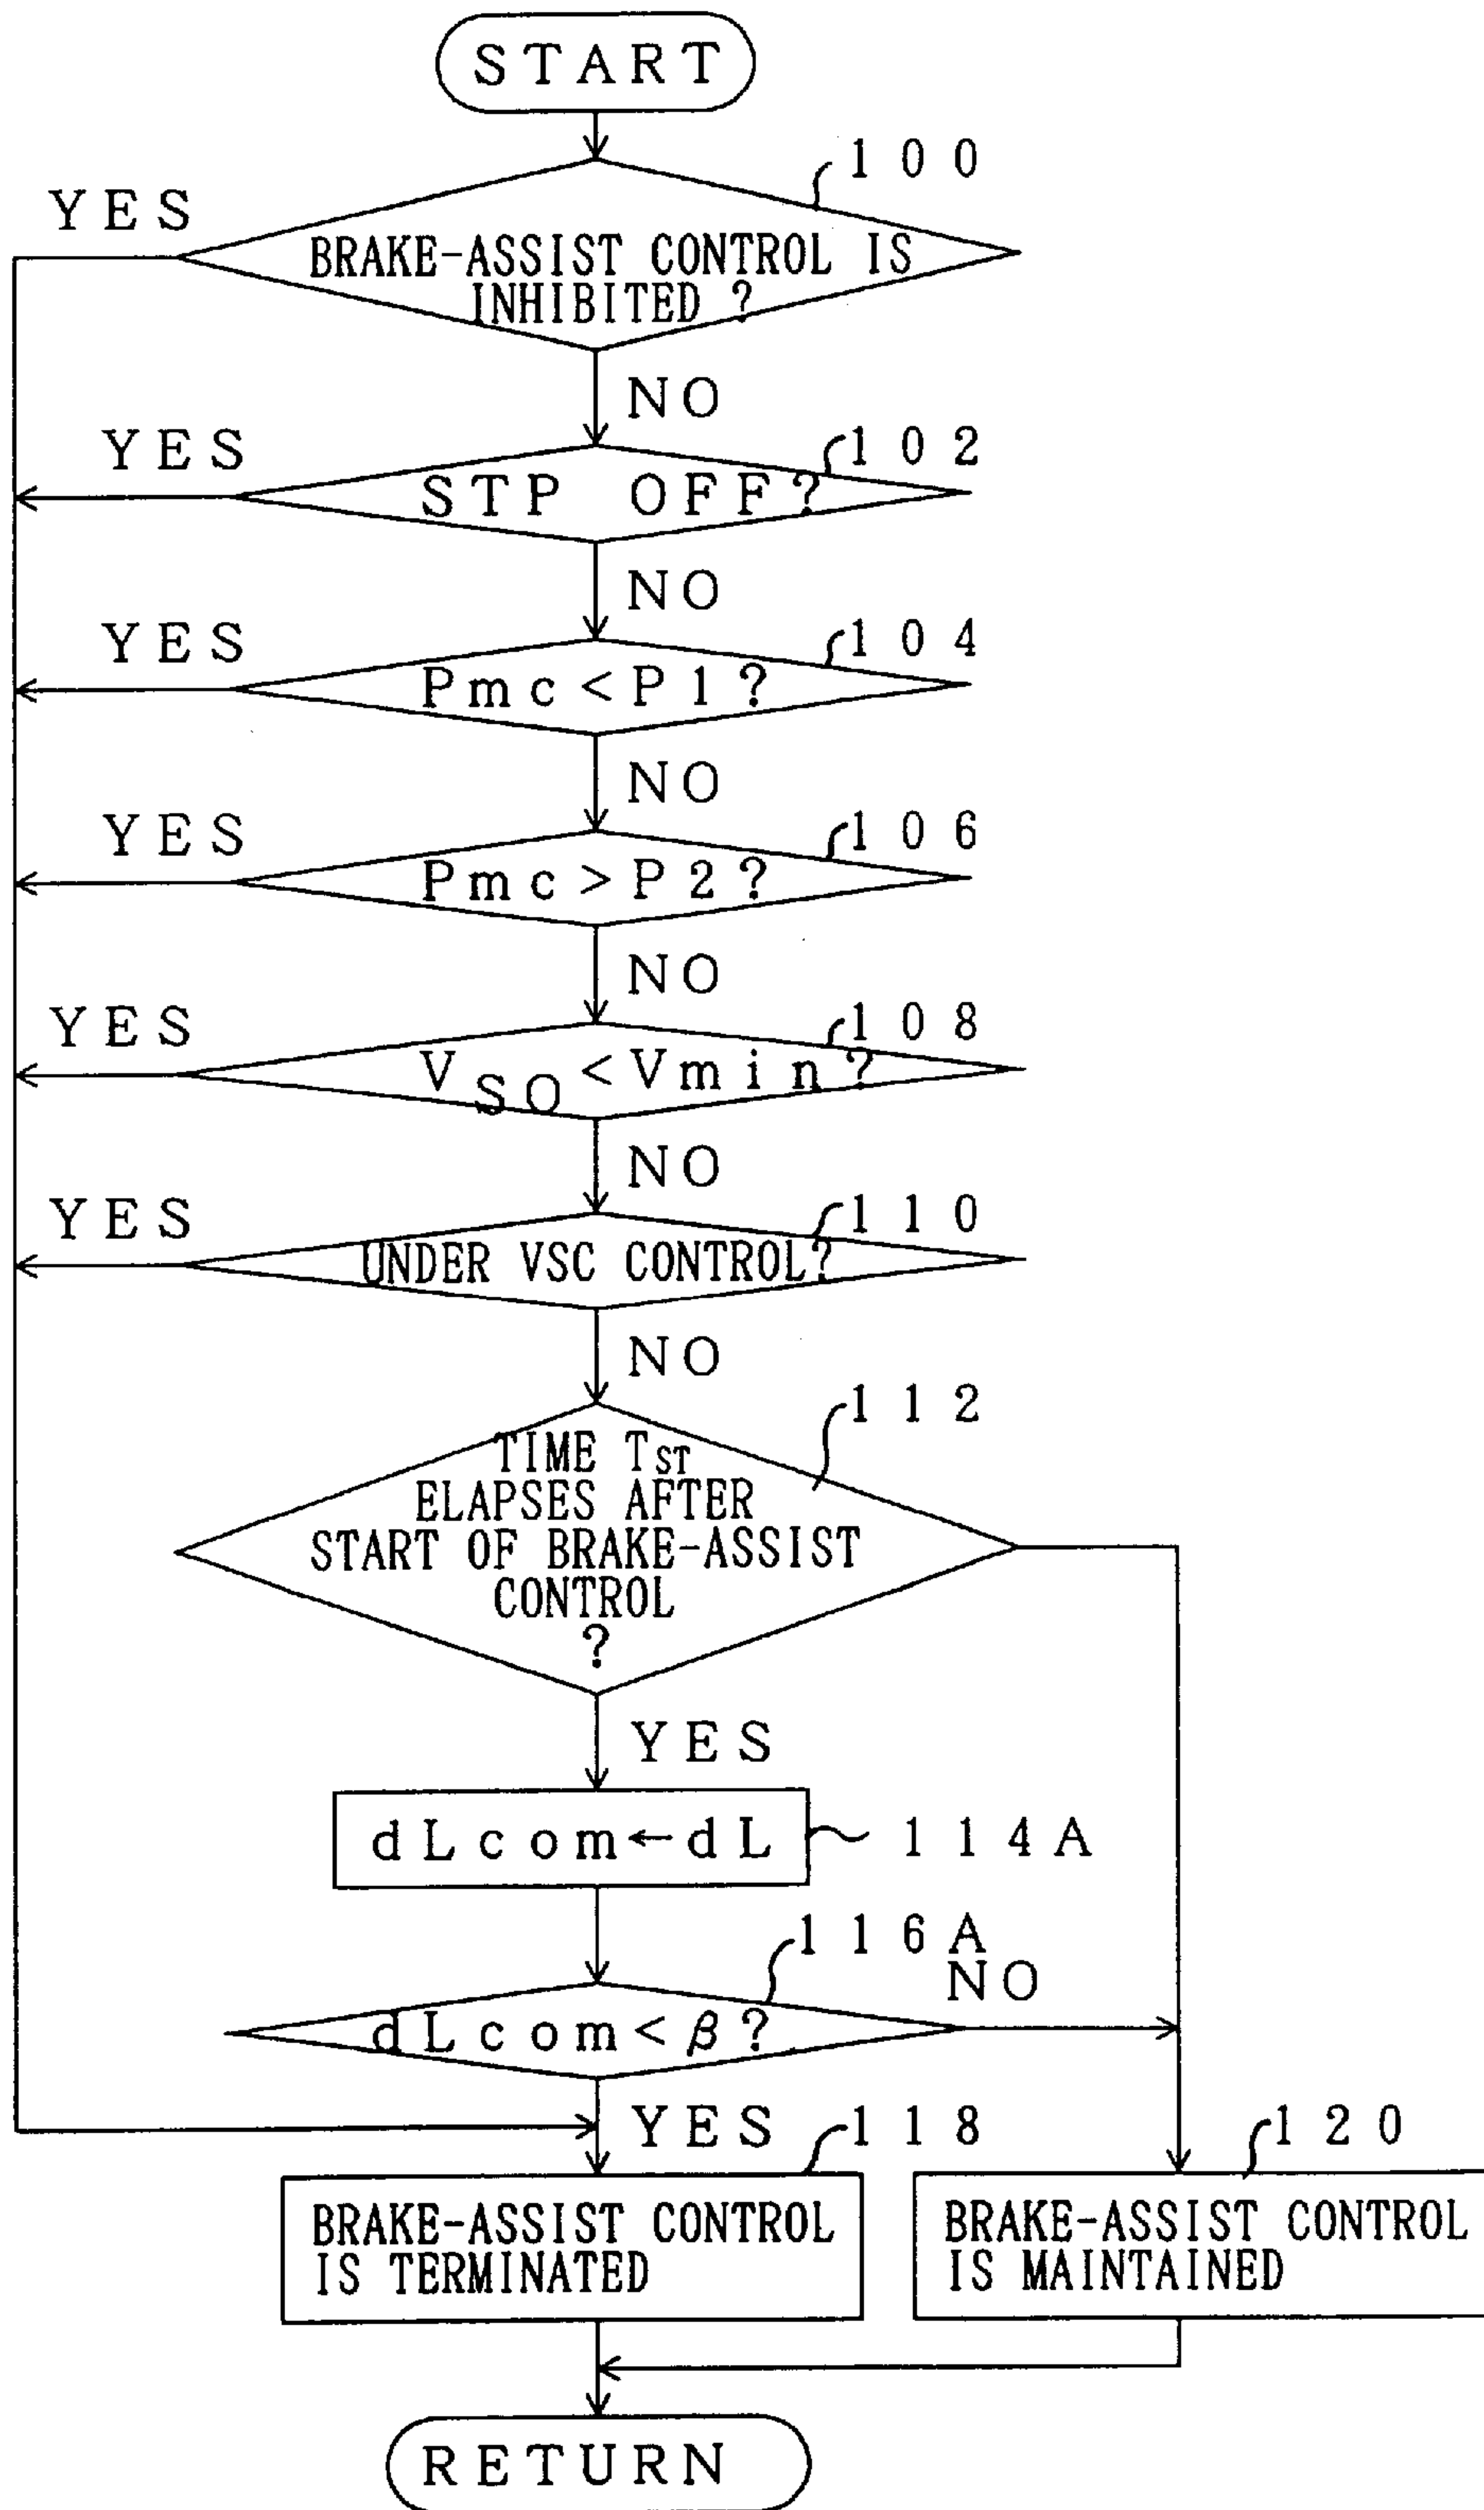 START
100
YES
BRAKE-ASSIST CONTROL IS
INHIBITED ?
NO
YES
102
STP OFF?
NO
YES
104
Pmc<P1?
NO
YES
106
Pmc>P2?
NO
YES
108
VSO<Vmin?
NO
YES
110
UNDER VSC CONTROL?
NO
112
TIME TST
ELAPSES AFTER
START OF BRAKE-ASSIST
CONTROL
?
YES
dLcom←dL
114A
116A
NO
dLcom<β?
YES
118
120
BRAKE-ASSIST CONTROL
IS TERMINATED
BRAKE-ASSIST CONTROL
IS MAINTAINED
RETURN